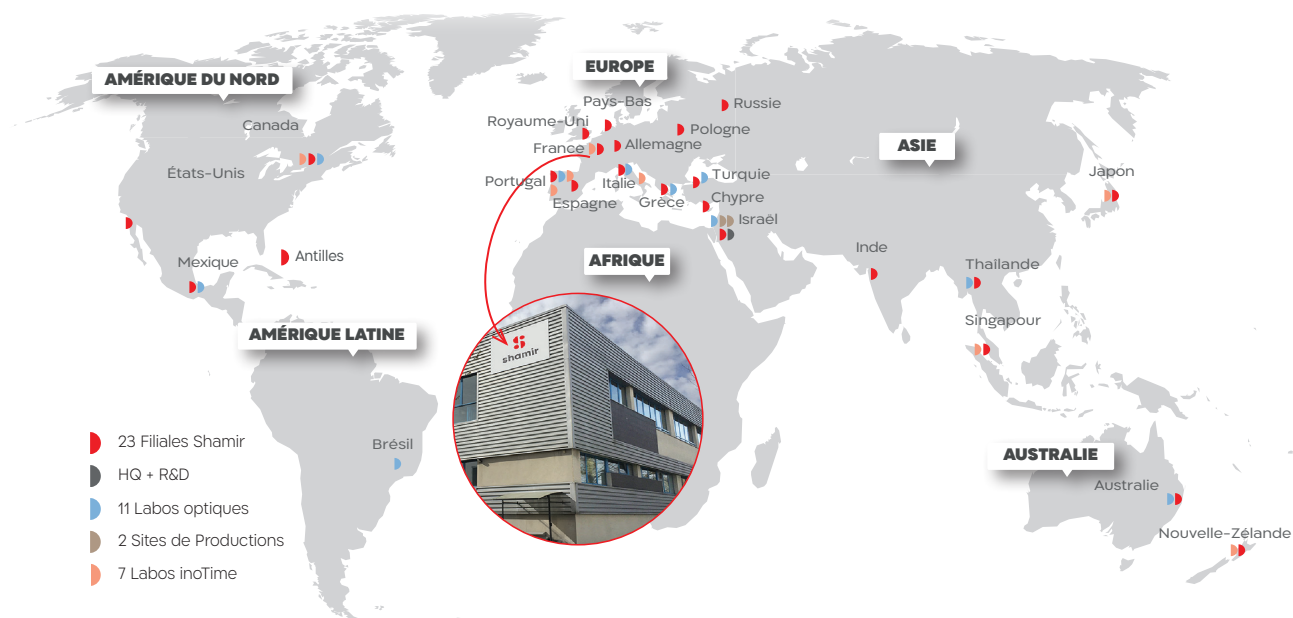 AMÉRIQUE DU NORD
Canada
États-Unis
Mexique
Antilles
AMÉRIQUE LATINE
Brésil
EUROPE
Pays-Bas
Russie
Royaume-Uni
Pologne
France
Allemagne
Portugal
Italie
Turquie
Espagne
Grèce
Chypre
Israël
AFRIQUE
shamir
ASIE
Japon
Inde
Thaïlande
Singapour
AUSTRALIE
Australie
Nouvelle-Zélande
23 Filiales Shamir
HQ + R&D
11 Labos optiques
2 Sites de Productions
7 Labos inoTime